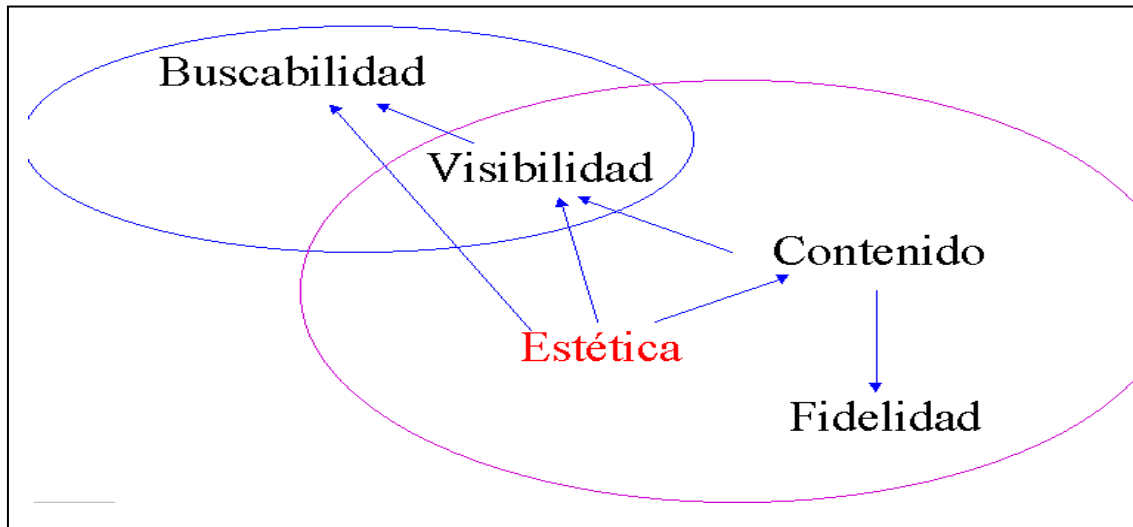 Buscabilidad
Visibilidad
Contenido
Estética
Fidelidad